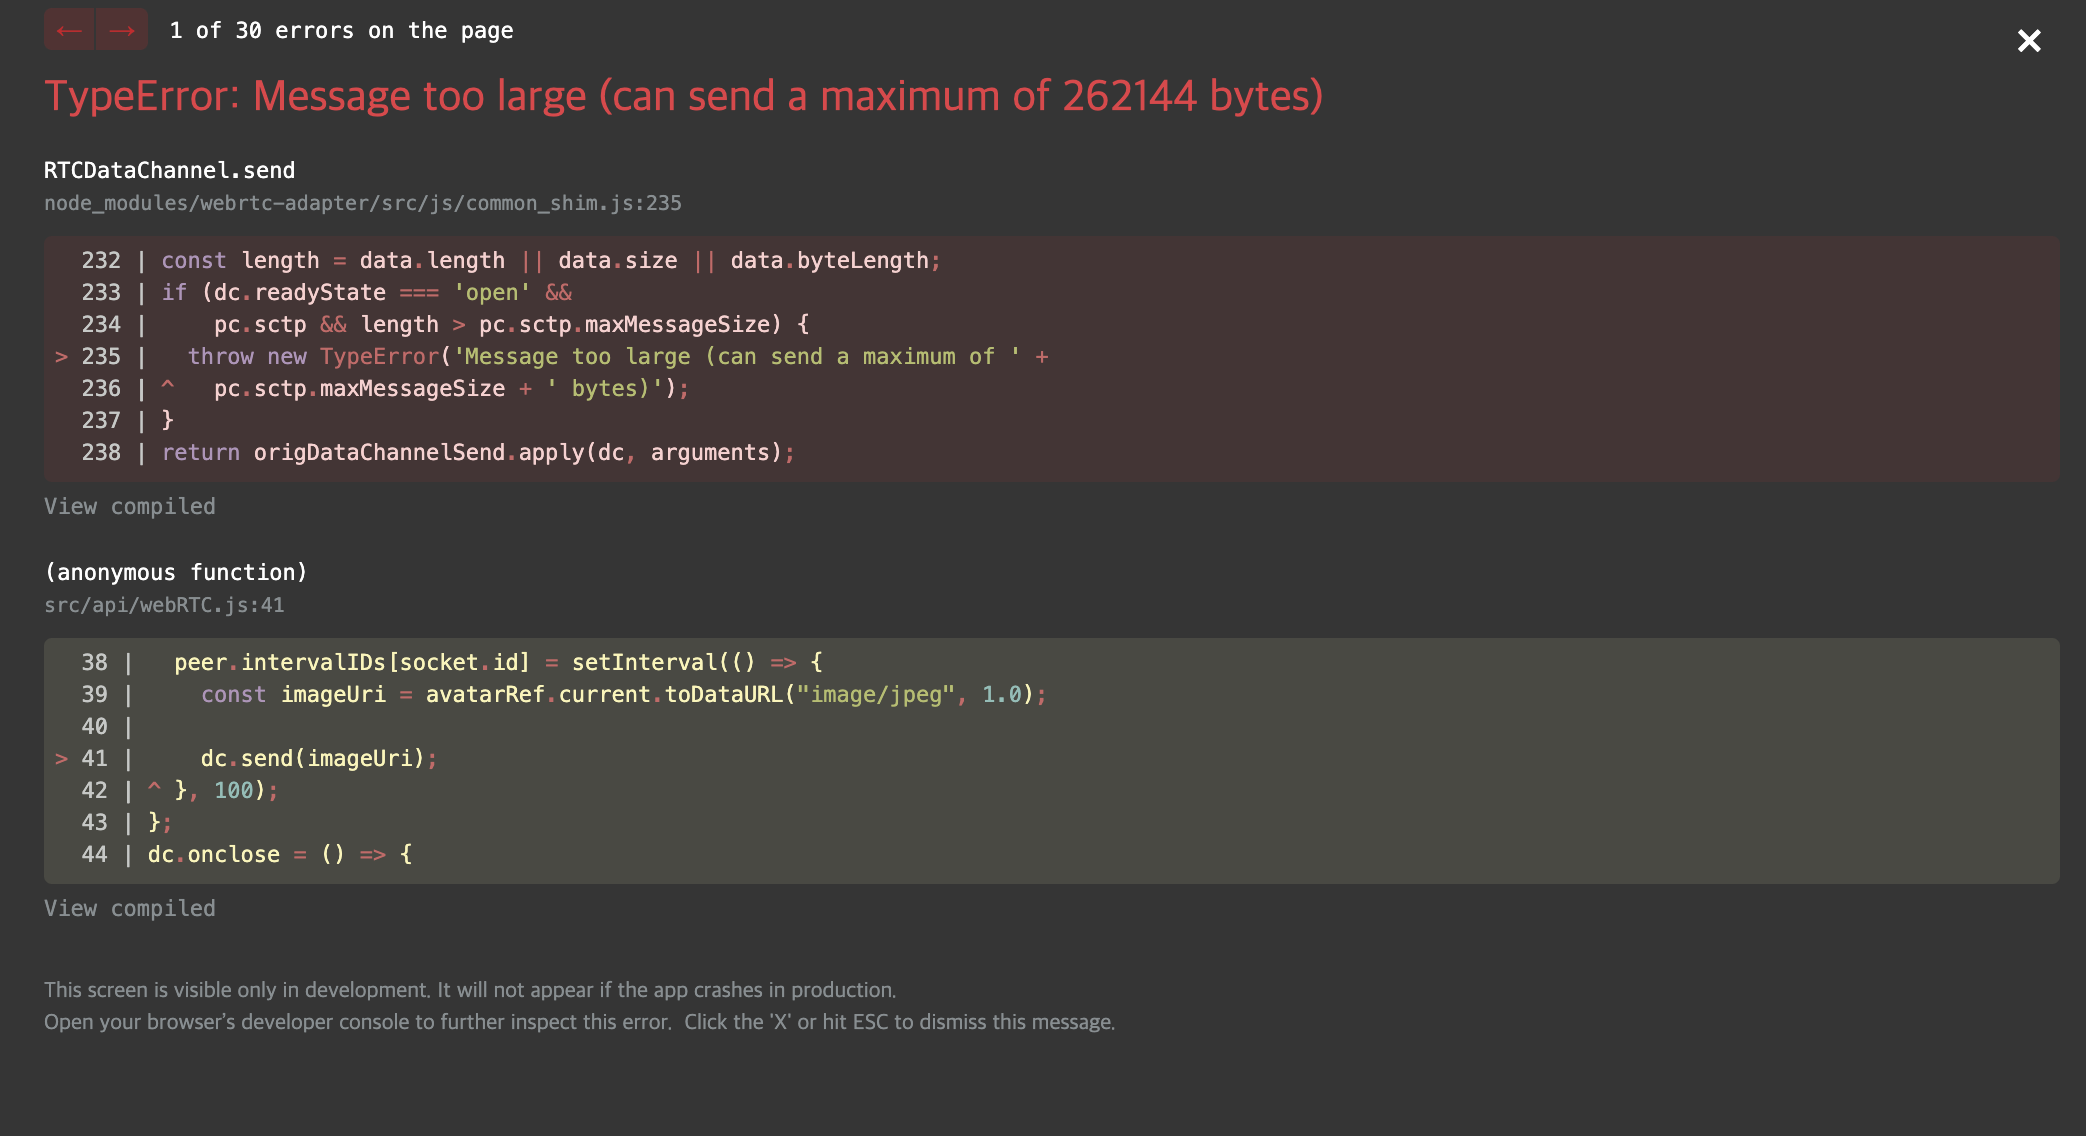 ← → 1 of 30 errors on the page
×
TypeError: Message too large (can send a maximum of 262144 bytes)
RTCDataChannel.send
node_modules/webrtc-adapter/src/js/common_shim.js:235
232 | const length = data.length || data.size || data.byteLength;
233 | if (dc.readyState === 'open' &&
234 |     pc.sctp && length > pc.sctp.maxMessageSize) {
> 235 |   throw new TypeError('Message too large (can send a maximum of ' +
236 | ^   pc.sctp.maxMessageSize + ' bytes)');
237 | }
238 | return origDataChannelSend.apply(dc, arguments);
View compiled
(anonymous function)
src/api/webRTC.js:41
38 |   peer.intervalIDs[socket.id] = setInterval(() => {
39 |     const imageUri = avatarRef.current.toDataURL("image/jpeg", 1.0);
40 |
> 41 |     dc.send(imageUri);
42 | ^ }, 100);
43 | };
44 | dc.onclose = () => {
View compiled
This screen is visible only in development. It will not appear if the app crashes in production.
Open your browser’s developer console to further inspect this error.  Click the 'X' or hit ESC to dismiss this message.